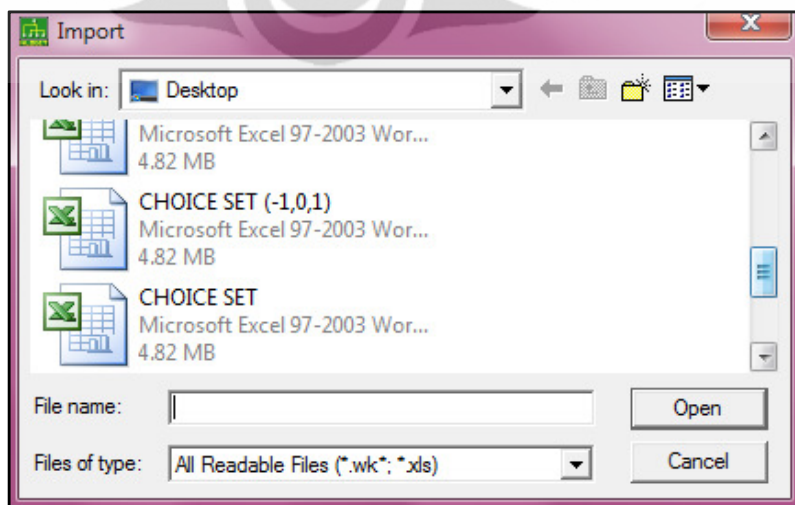 Import
Look in: Desktop
Microsoft Excel 97-2003 Wor...
4.82 MB
CHOICE SET (-1,0,1)
Microsoft Excel 97-2003 Wor...
4.82 MB
CHOICE SET
Microsoft Excel 97-2003 Wor...
4.82 MB
File name:
Open
Files of type: All Readable Files (*.wk*; *.xls)
Cancel